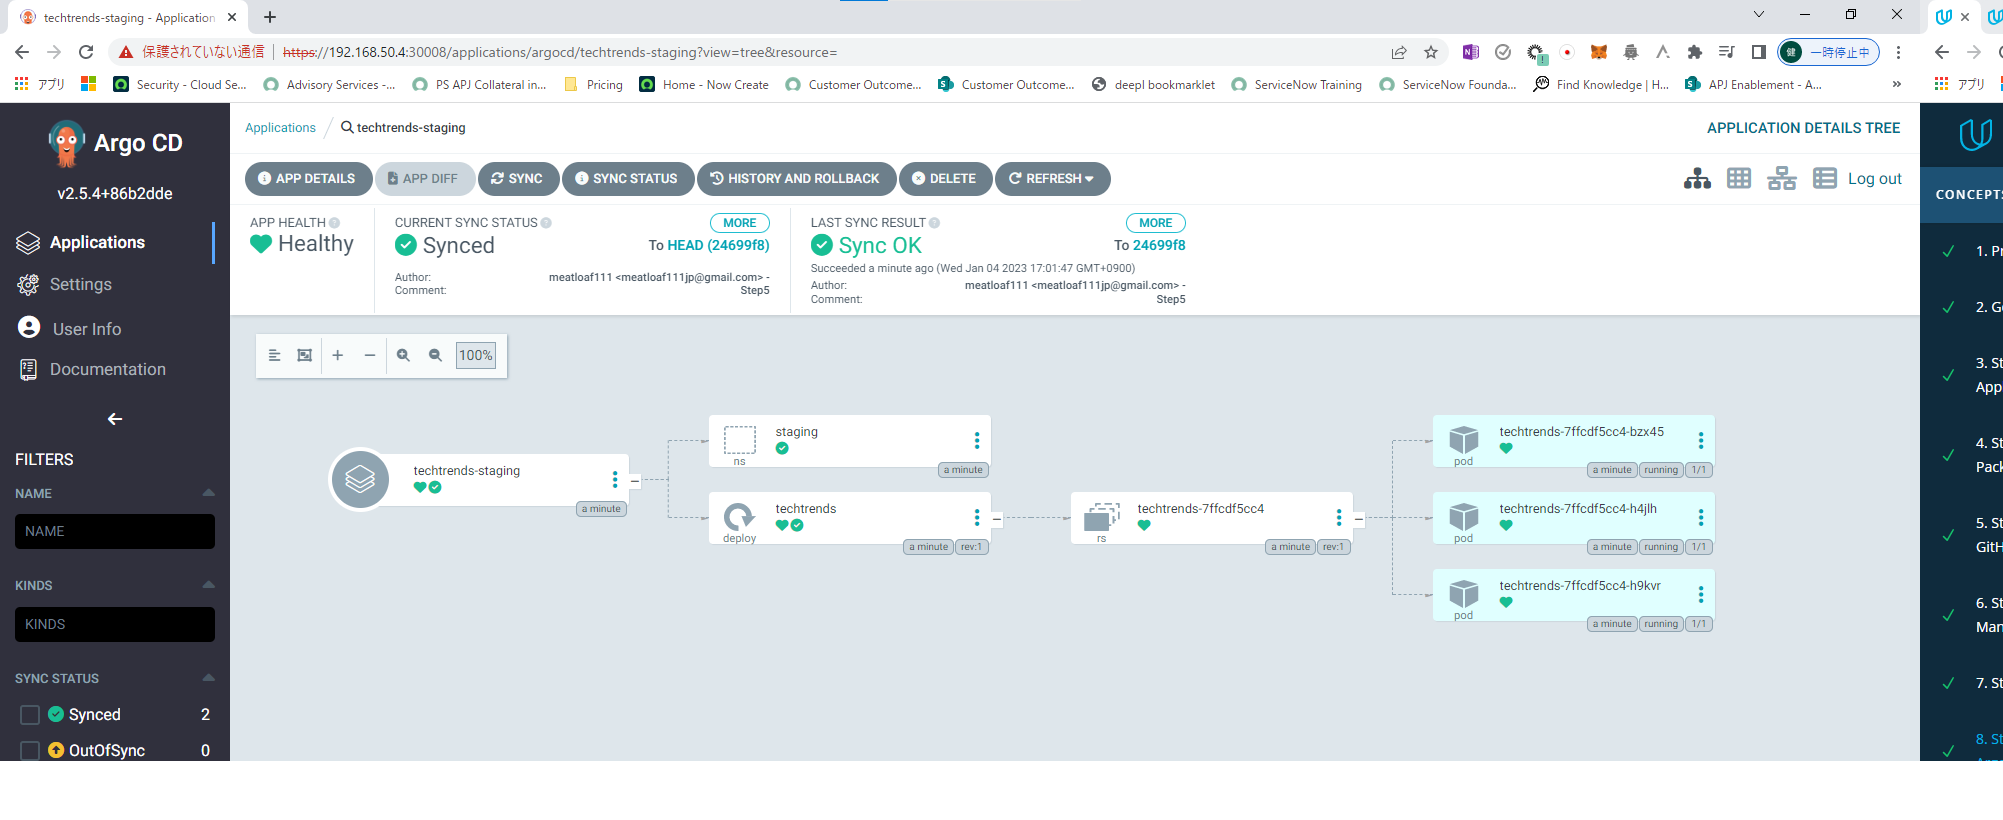 techtrends-staging - Application
保護されていない通信
https://192.168.50.4:30008/applications/argocd/techtrends-staging?view=tree&resource=
健 一時停止中
アプリ
Security - Cloud Se...
Advisory Services -...
PS APJ Collateral in...
Pricing
Home - Now Create
Customer Outcome...
Customer Outcome...
deepl bookmarklet
ServiceNow Training
ServiceNow Founda...
Find Knowledge | H...
APJ Enablement - A...
»
アプリ
Argo CD
v2.5.4+86b2dde
Applications
Settings
User Info
Documentation
FILTERS
NAME
NAME
KINDS
KINDS
SYNC STATUS
Synced 2
OutOfSync 0
Applications / techtrends-staging
APPLICATION DETAILS TREE
APP DETAILS
APP DIFF
SYNC
SYNC STATUS
HISTORY AND ROLLBACK
DELETE
REFRESH
Log out
APP HEALTH
Healthy
CURRENT SYNC STATUS
MORE
Synced
To HEAD (24699f8)
Author: meatloaf111 <meatloaf111jp@gmail.com> -
Comment: Step5
LAST SYNC RESULT
MORE
Sync OK
To 24699f8
Succeeded a minute ago (Wed Jan 04 2023 17:01:47 GMT+0900)
Author: meatloaf111 <meatloaf111jp@gmail.com> -
Comment: Step5
100%
techtrends-staging
a minute
staging
ns
a minute
techtrends
deploy
a minute rev:1
techtrends-7ffcdf5cc4
rs
a minute rev:1
techtrends-7ffcdf5cc4-bzx45
pod
a minute running 1/1
techtrends-7ffcdf5cc4-h4jlh
pod
a minute running 1/1
techtrends-7ffcdf5cc4-h9kvr
pod
a minute running 1/1
CONCEPTS
1. Pr
2. G
3. St
App
4. St
Pack
5. St
GitH
6. St
Man
7. St
8. St